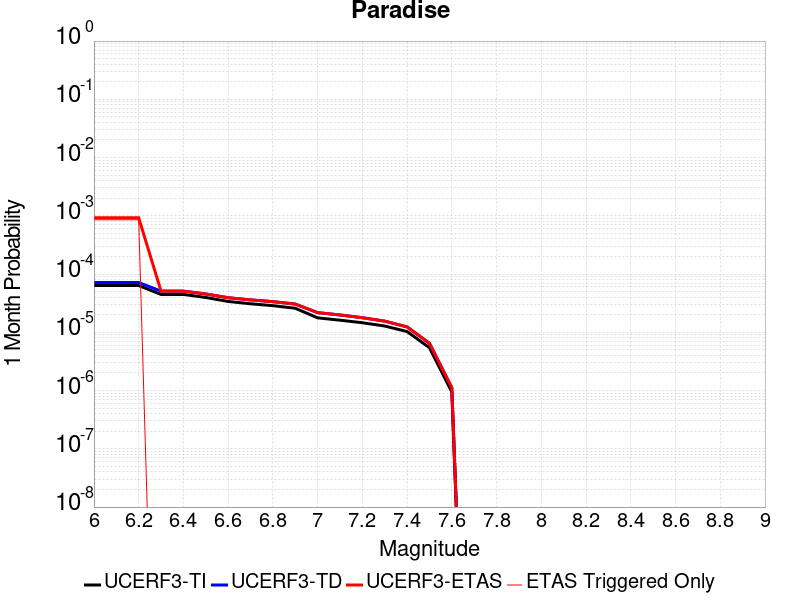 Paradise
10^0
10^-1
10^-2
10^-3
10^-4
10^-5
10^-6
10^-7
10^-8
1 Month Probability
6 6.2 6.4 6.6 6.8 7 7.2 7.4 7.6 7.8 8 8.2 8.4 8.6 8.8 9
Magnitude
UCERF3-TI UCERF3-TD UCERF3-ETAS ETAS Triggered Only